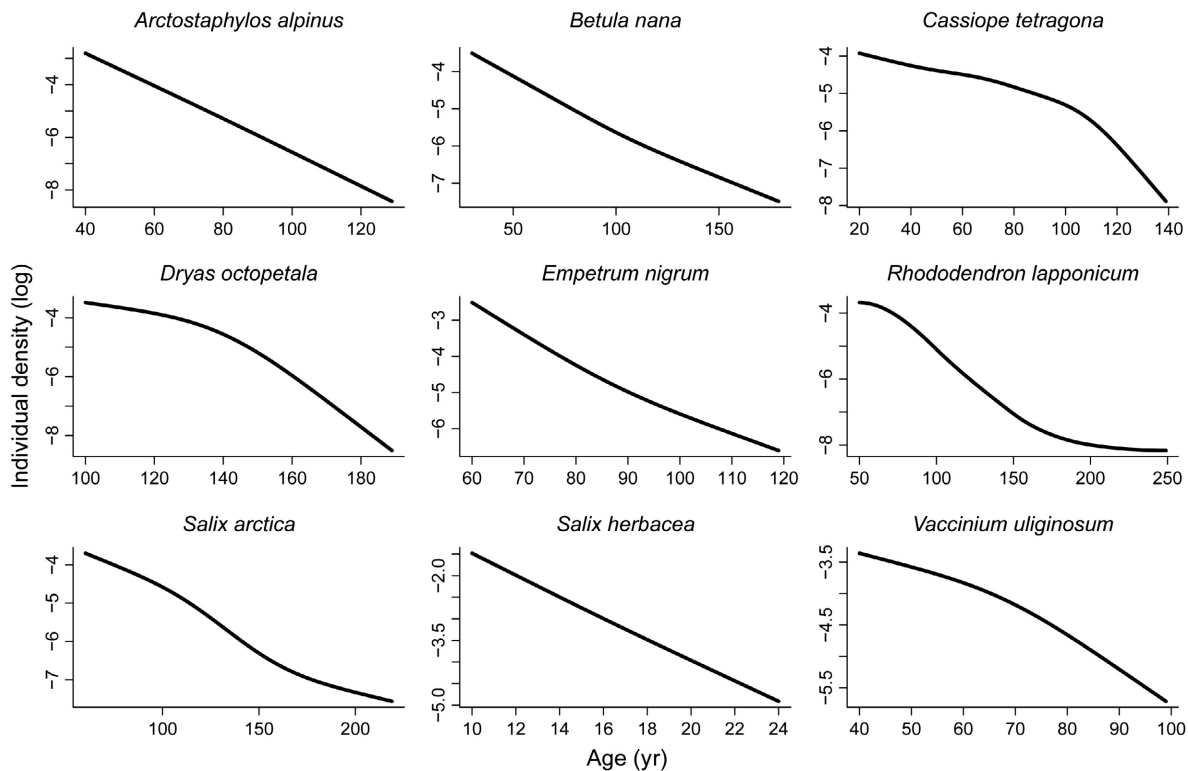 Arctostaphylos alpinus
Betula nana
Cassiope tetragona
−4
−6
−8
40 60 80 100 120
−4
−5
−6
−7
50 100 150
−4
−5
−6
−7
−8
20 40 60 80 100 120 140
Individual density (log)
Dryas octopetala
Empetrum nigrum
Rhododendron lapponicum
−4
−6
−8
100 120 140 160 180
−3
−4
−5
−6
60 70 80 90 100 110 120
−4
−6
−8
50 100 150 200 250
Salix arctica
Salix herbacea
Vaccinium uliginosum
−4
−5
−6
−7
100 150 200
−2.0
−3.5
−5.0
10 12 14 16 18 20 22 24
−3.5
−4.5
−5.5
40 50 60 70 80 90 100
Age (yr)